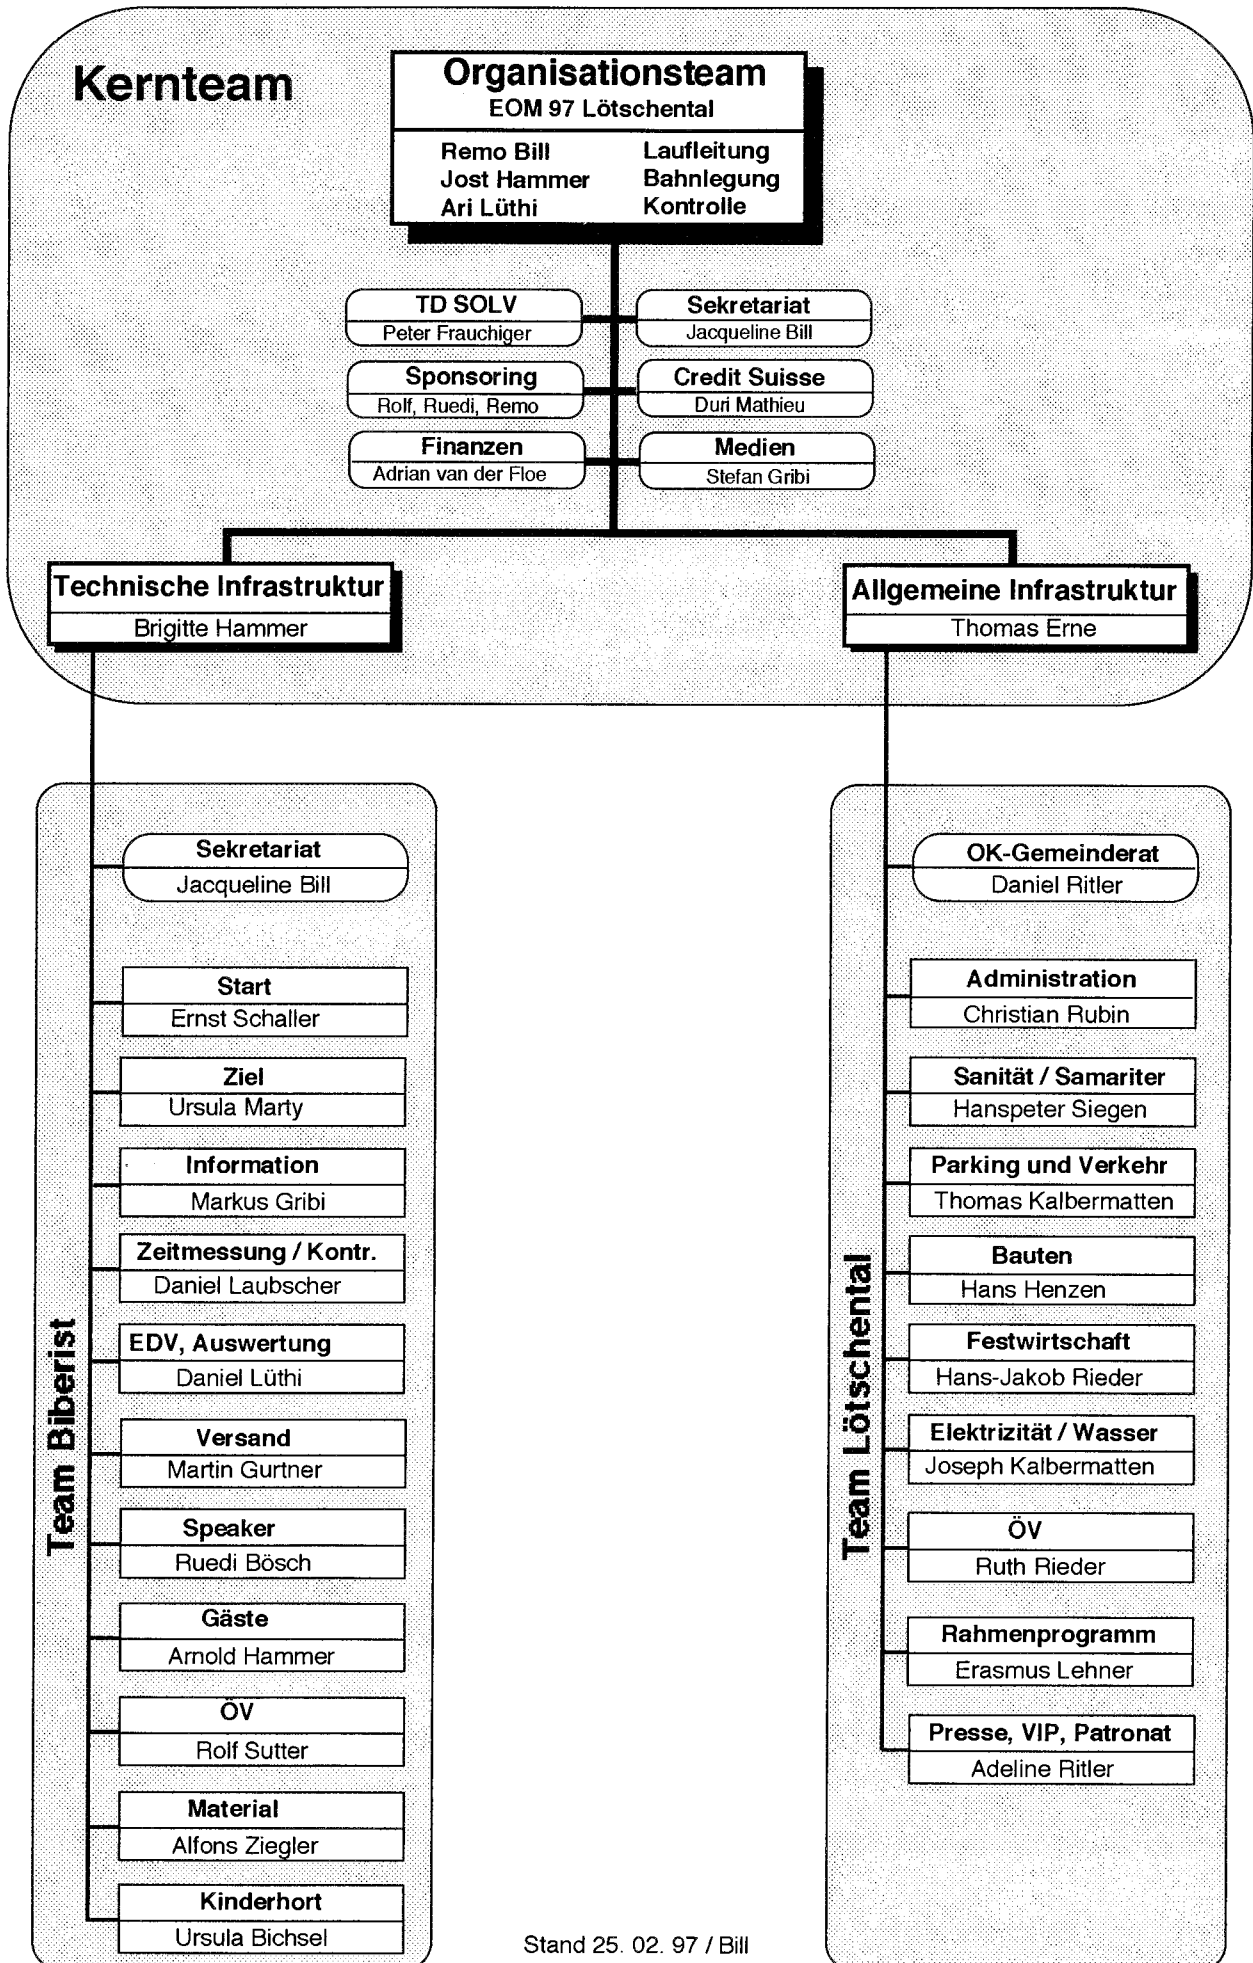 Kernteam
Organisationsteam
EOM 97 Lötschental
Remo Bill Laufleitung
Jost Hammer Bahnlegung
Ari Lüthi Kontrolle
TD SOLV
Peter Frauchiger
Sekretariat
Jacqueline Bill
Sponsoring
Rolf, Ruedi, Remo
Credit Suisse
Duri Mathieu
Finanzen
Adrian van der Floe
Medien
Stefan Gribi
Technische Infrastruktur
Brigitte Hammer
Allgemeine Infrastruktur
Thomas Erne
Team Biberist
Sekretariat
Jacqueline Bill
Start
Ernst Schaller
Ziel
Ursula Marty
Information
Markus Gribi
Zeitmessung / Kontr.
Daniel Laubscher
EDV, Auswertung
Daniel Lüthi
Versand
Martin Gurtner
Speaker
Ruedi Bösch
Gäste
Arnold Hammer
ÖV
Rolf Sutter
Material
Alfons Ziegler
Kinderhort
Ursula Bichsel
Team Lötschental
OK-Gemeinderat
Daniel Ritler
Administration
Christian Rubin
Sanität / Samariter
Hanspeter Siegen
Parking und Verkehr
Thomas Kalbermatten
Bauten
Hans Henzen
Festwirtschaft
Hans-Jakob Rieder
Elektrizität / Wasser
Joseph Kalbermatten
ÖV
Ruth Rieder
Rahmenprogramm
Erasmus Lehner
Presse, VIP, Patronat
Adeline Ritler
Stand 25. 02. 97 / Bill